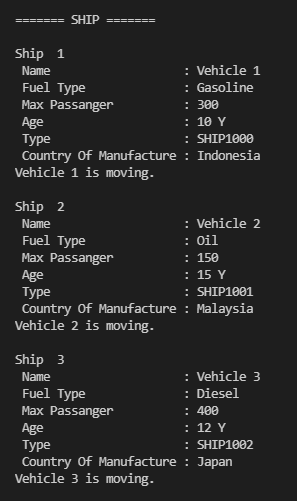 ======= SHIP =======
Ship  1
 Name                   : Vehicle 1
 Fuel Type              : Gasoline
 Max Passanger          : 300
 Age                    : 10 Y
 Type                   : SHIP1000
 Country Of Manufacture : Indonesia
Vehicle 1 is moving.
Ship  2
 Name                   : Vehicle 2
 Fuel Type              : Oil
 Max Passanger          : 150
 Age                    : 15 Y
 Type                   : SHIP1001
 Country Of Manufacture : Malaysia
Vehicle 2 is moving.
Ship  3
 Name                   : Vehicle 3
 Fuel Type              : Diesel
 Max Passanger          : 400
 Age                    : 12 Y
 Type                   : SHIP1002
 Country Of Manufacture : Japan
Vehicle 3 is moving.